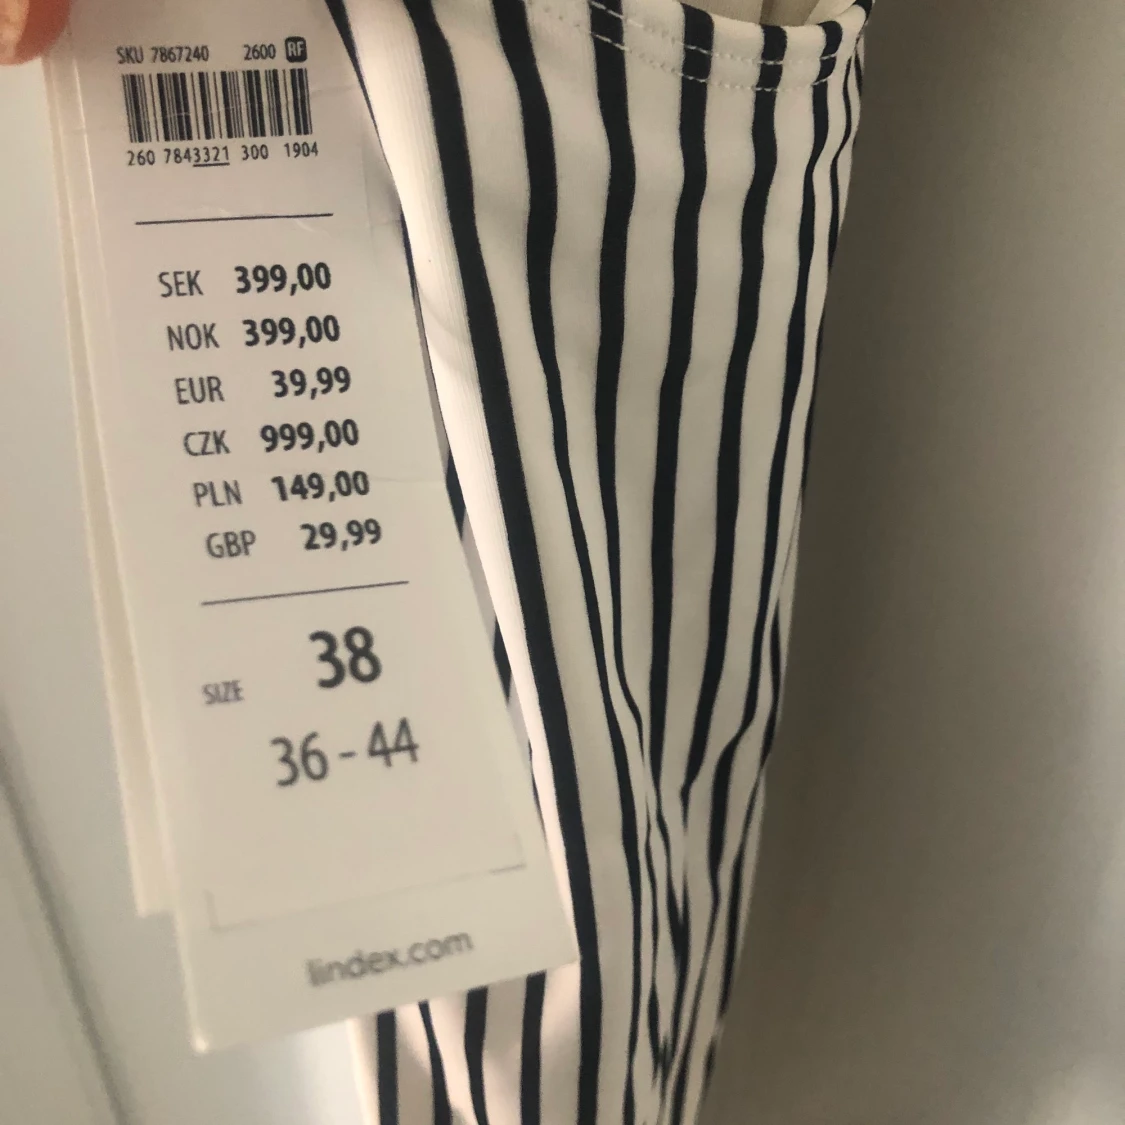 SKU 7867240 2600 RF
260 7843321 300 1904
SEK 399,00
NOK 399,00
EUR 39,99
CZK 999,00
PLN 149,00
GBP 29,99
38
SIZE
36 - 44
lindex.com